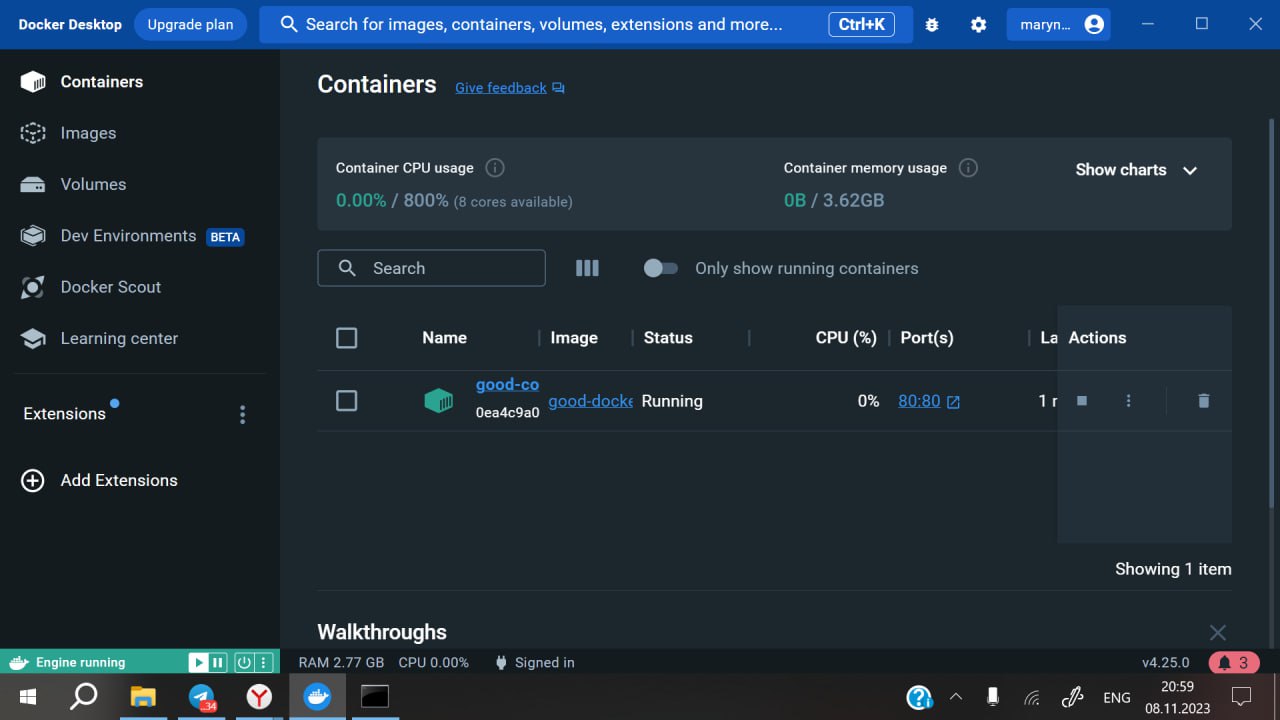 Docker Desktop Upgrade plan Search for images, containers, volumes, extensions and more... Ctrl+K maryn...
Containers
Images
Volumes
Dev Environments BETA
Docker Scout
Learning center
Extensions
Add Extensions
Containers Give feedback
Container CPU usage
0.00% / 800% (8 cores available)
Container memory usage
0B / 3.62GB
Show charts
Search
Only show running containers
Name Image Status CPU (%) Port(s) La Actions
good-co
0ea4c9a0
good-docke Running 0% 80:80 1 r
Showing 1 item
Walkthroughs
Engine running RAM 2.77 GB CPU 0.00% Signed in v4.25.0 3
34
ENG
20:59
08.11.2023